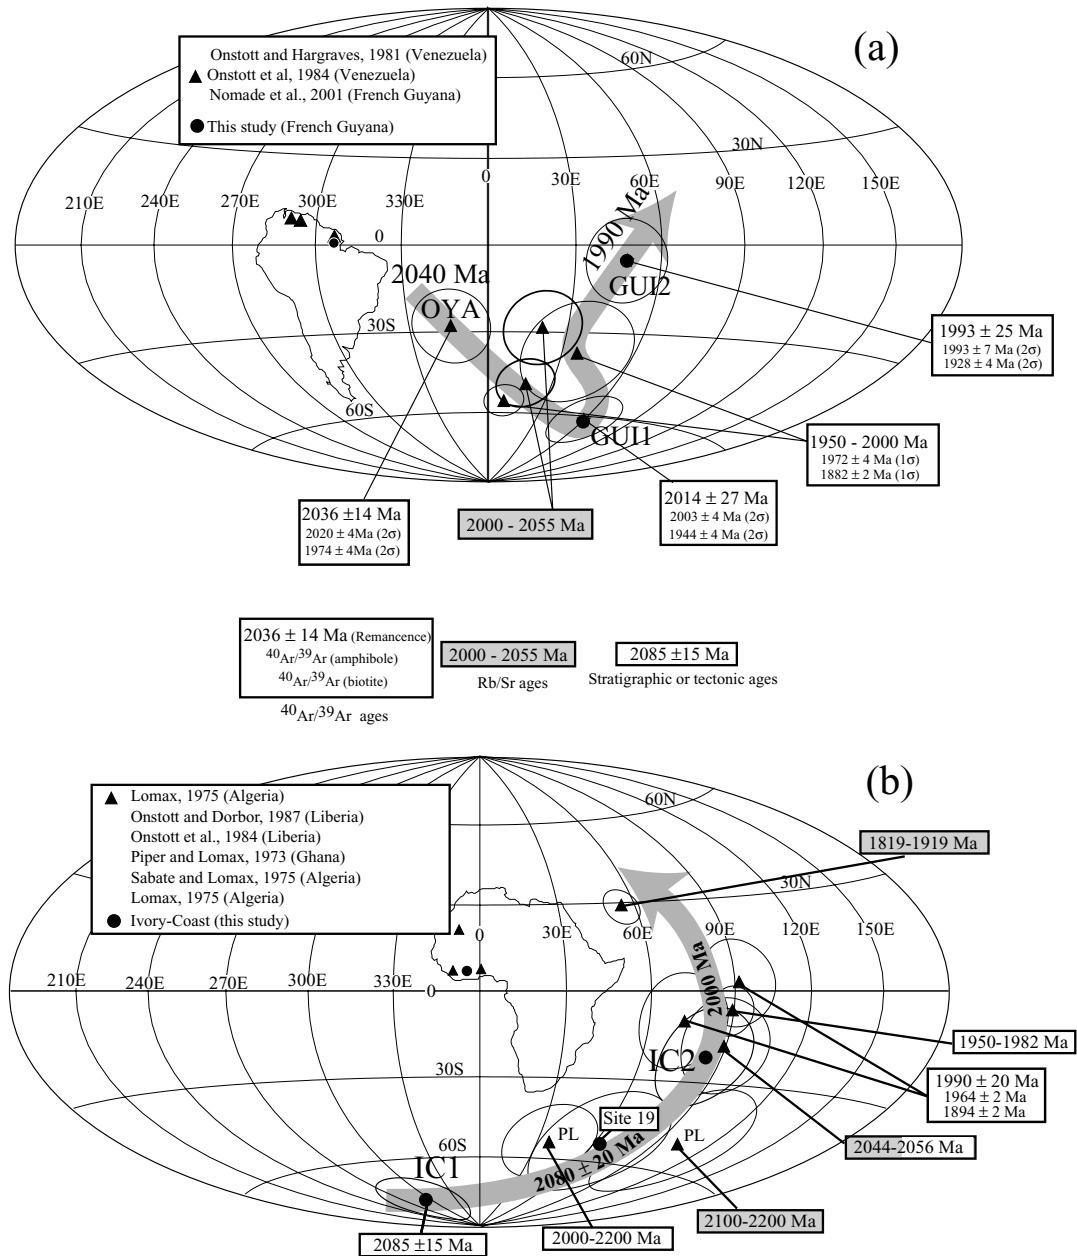 (a)
Onstott and Hargraves, 1981 (Venezuela)
Onstott et al, 1984 (Venezuela)
Nomade et al., 2001 (French Guyana)
This study (French Guyana)
60N
30N
0
210E
240E
270E
300E
330E
30E
60E
90E
120E
150E
0
1990 Ma
2040 Ma
OYA
GUI2
30S
60S
GUI1
1993 ± 25 Ma
1993 ± 7 Ma (2σ)
1928 ± 4 Ma (2σ)
1950 - 2000 Ma
1972 ± 4 Ma (1σ)
1882 ± 2 Ma (1σ)
2036 ±14 Ma
2020 ± 4Ma (2σ)
1974 ± 4Ma (2σ)
2000 - 2055 Ma
2014 ± 27 Ma
2003 ± 4 Ma (2σ)
1944 ± 4 Ma (2σ)
2036 ± 14 Ma (Remancence)
40Ar/39Ar (amphibole)
40Ar/39Ar (biotite)
40Ar/39Ar ages
2000 - 2055 Ma
Rb/Sr ages
2085 ±15 Ma
Stratigraphic or tectonic ages
(b)
Lomax, 1975 (Algeria)
Onstott and Dorbor, 1987 (Liberia)
Onstott et al., 1984 (Liberia)
Piper and Lomax, 1973 (Ghana)
Sabate and Lomax, 1975 (Algeria)
Lomax, 1975 (Algeria)
Ivory-Coast (this study)
60N
1819-1919 Ma
30N
0
30E
60E
90E
120E
150E
210E
240E
270E
300E
330E
0
2000 Ma
IC2
30S
1950-1982 Ma
1990 ± 20 Ma
1964 ± 2 Ma
1894 ± 2 Ma
Site 19
PL
PL
2044-2056 Ma
60S
2080 ± 20 Ma
IC1
2100-2200 Ma
2000-2200 Ma
2085 ±15 Ma